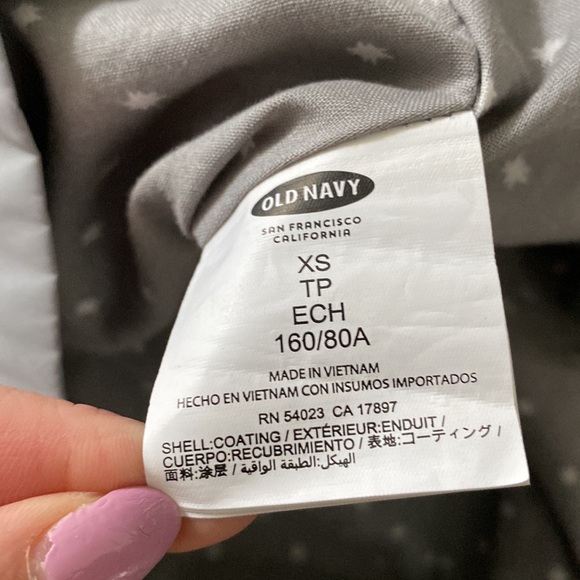 OLD NAVY
SAN FRANCISCO
CALIFORNIA
XS
TP
ECH
160/80A
MADE IN VIETNAM
HECHO EN VIETNAM CON INSUMOS IMPORTADOS
RN 54023 CA 17897
SHELL:COATING / EXTÉRIEUR:ENDUIT /
CUERPO:RECUBRIMIENTO / 表地:コーティング /
面料:涂层 / الهيكل:الطبقة الواقية /